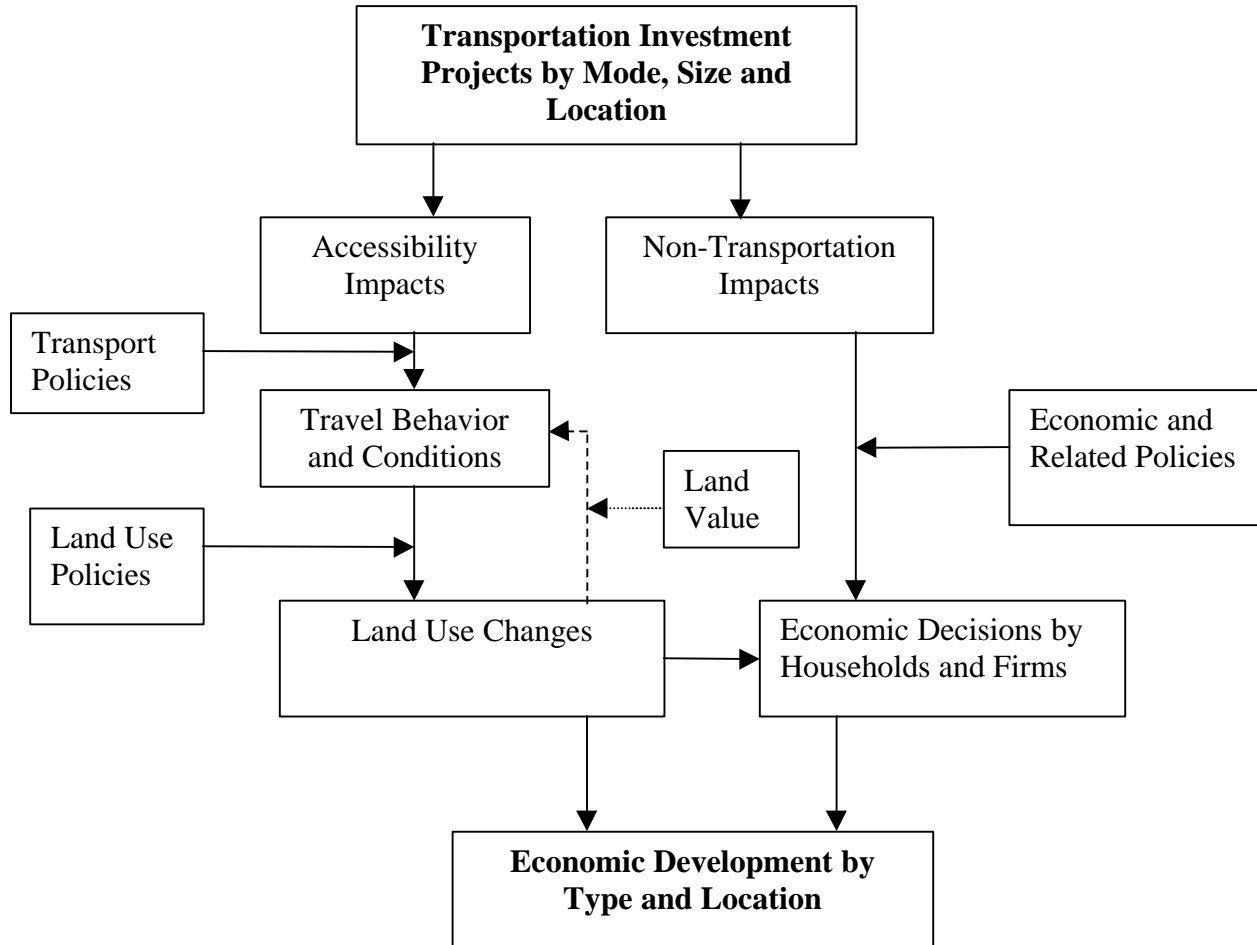 Transportation Investment
Projects by Mode, Size and
Location
Accessibility
Impacts
Non-Transportation
Impacts
Transport
Policies
Travel Behavior
and Conditions
Economic and
Related Policies
Land
Value
Land Use
Policies
Land Use Changes
Economic Decisions by
Households and Firms
Economic Development by
Type and Location